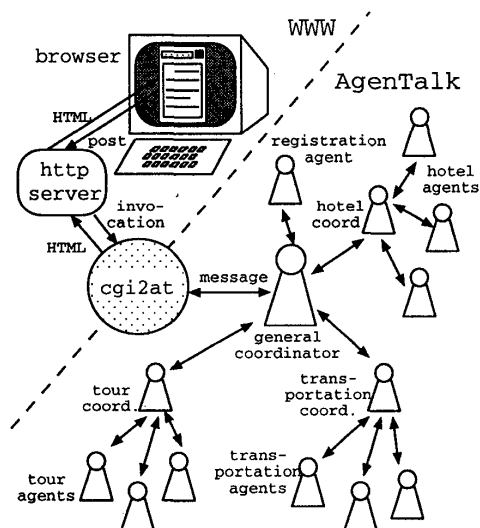 WWW
browser
AgenTalk
HTML
post
registration
agent
http
server
hotel
agents
invo-
cation
hotel
coord
HTML
cgi2at
message
general
coordinator
tour
coord.
trans-
portation
coord.
tour
agents
trans-
portation
agents